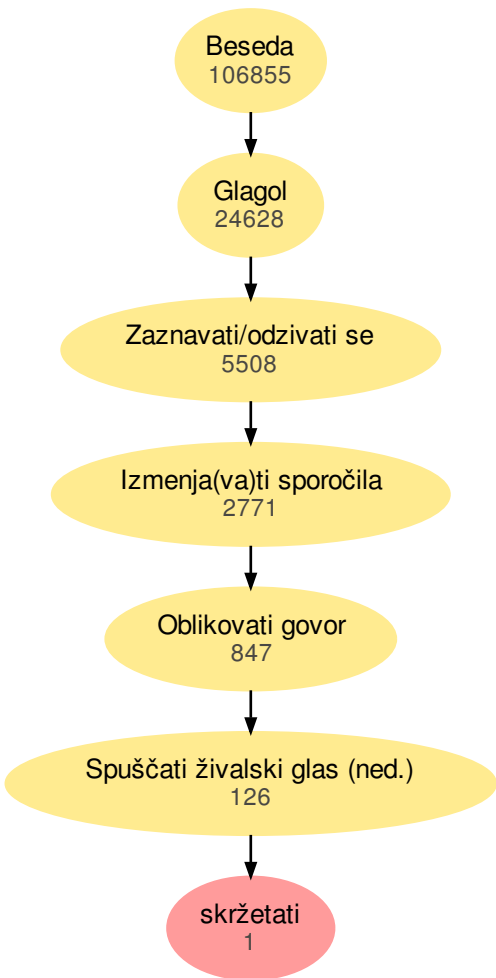 Beseda
106855
Glagol
24628
Zaznavati/odzivati se
5508
Izmenja(va)ti sporočila
2771
Oblikovati govor
847
Spuščati živalski glas (ned.)
126
skržetati
1